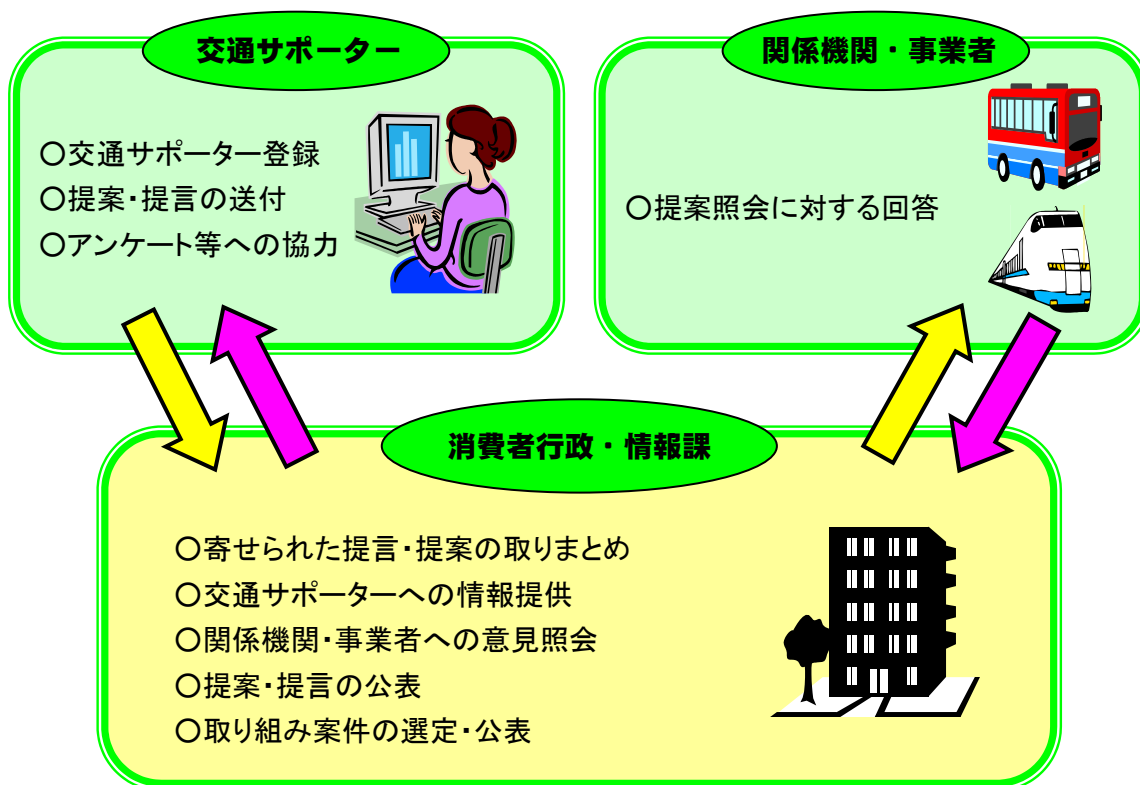 交通サポーター
○交通サポーター登録
○提案・提言の送付
○アンケート等への協力
関係機関・事業者
○提案照会に対する回答
消費者行政・情報課
○寄せられた提言・提案の取りまとめ
○交通サポーターへの情報提供
○関係機関・事業者への意見照会
○提案・提言の公表
○取り組み案件の選定・公表